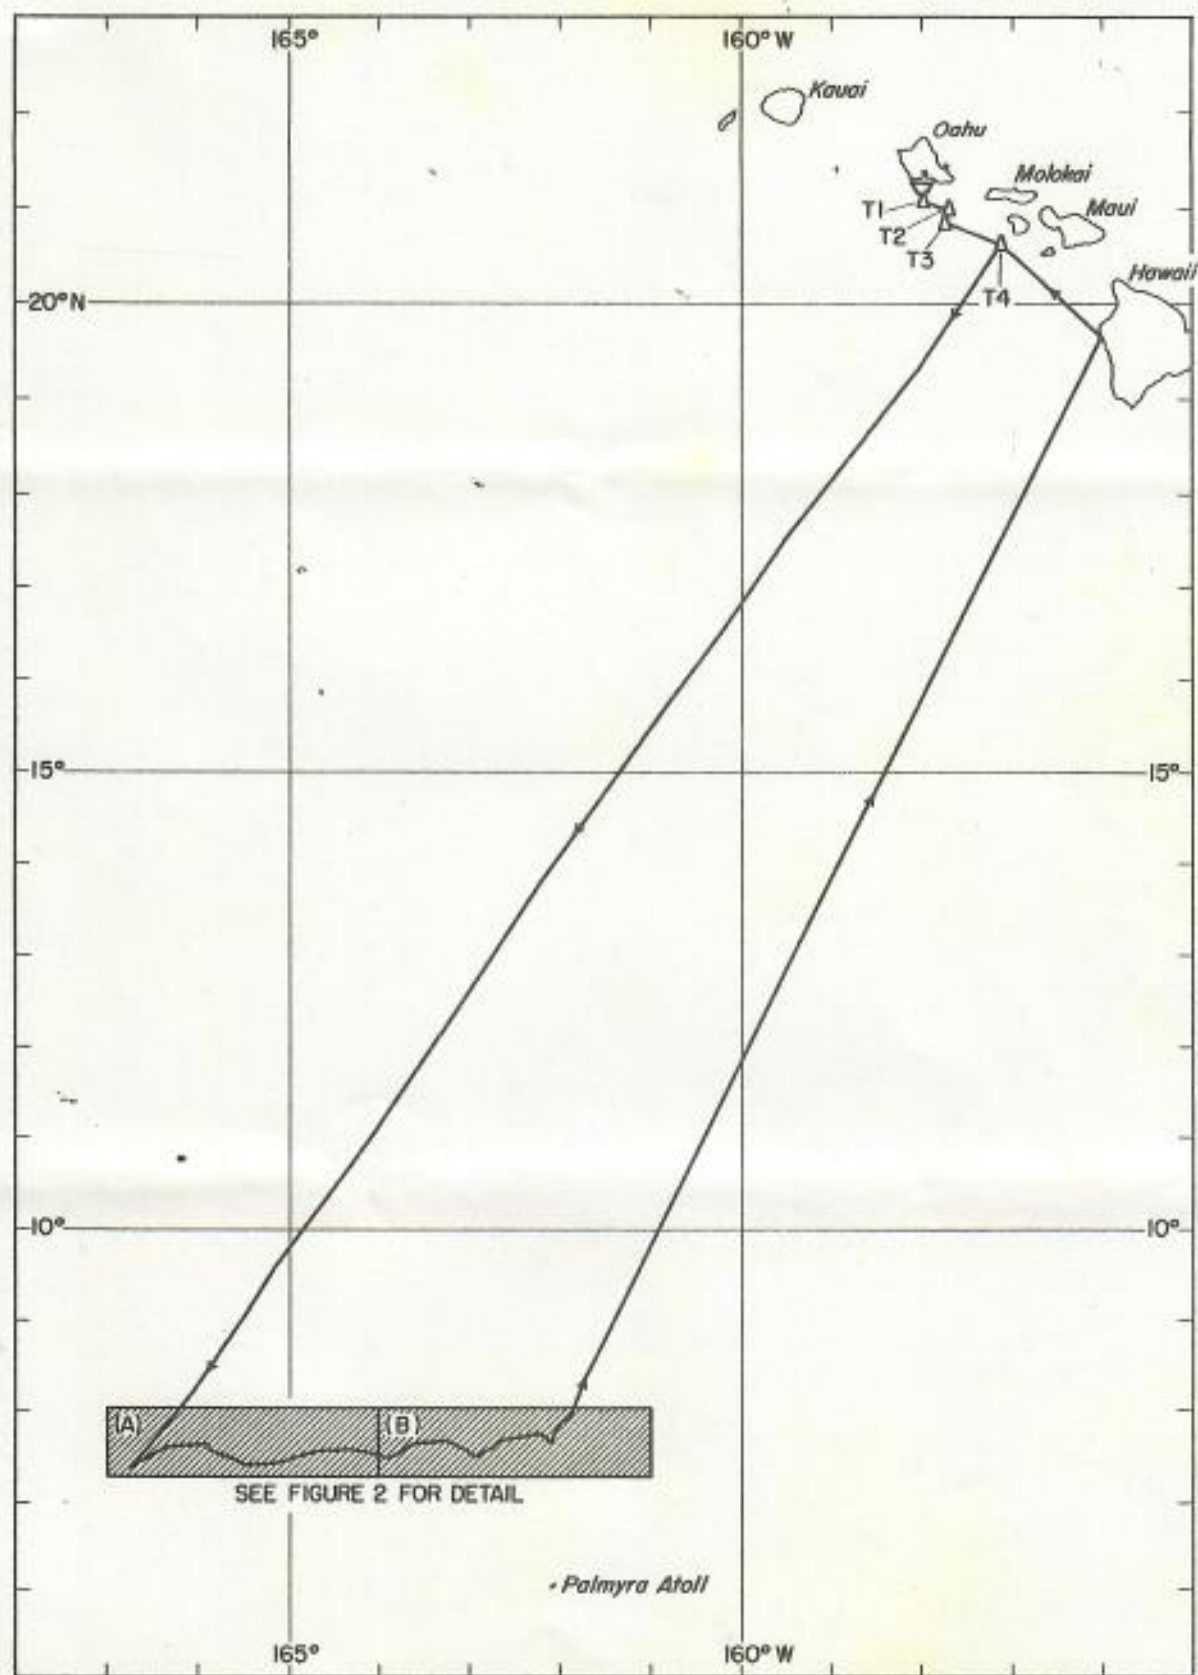 165° 160° W
Kauai
Oahu
Molokai
T1
Maui
T2
T3
Hawaii
20° N
T4
15° 15°
10° 10°
(A) (B)
SEE FIGURE 2 FOR DETAIL
Palmyra Atoll
165° 160° W